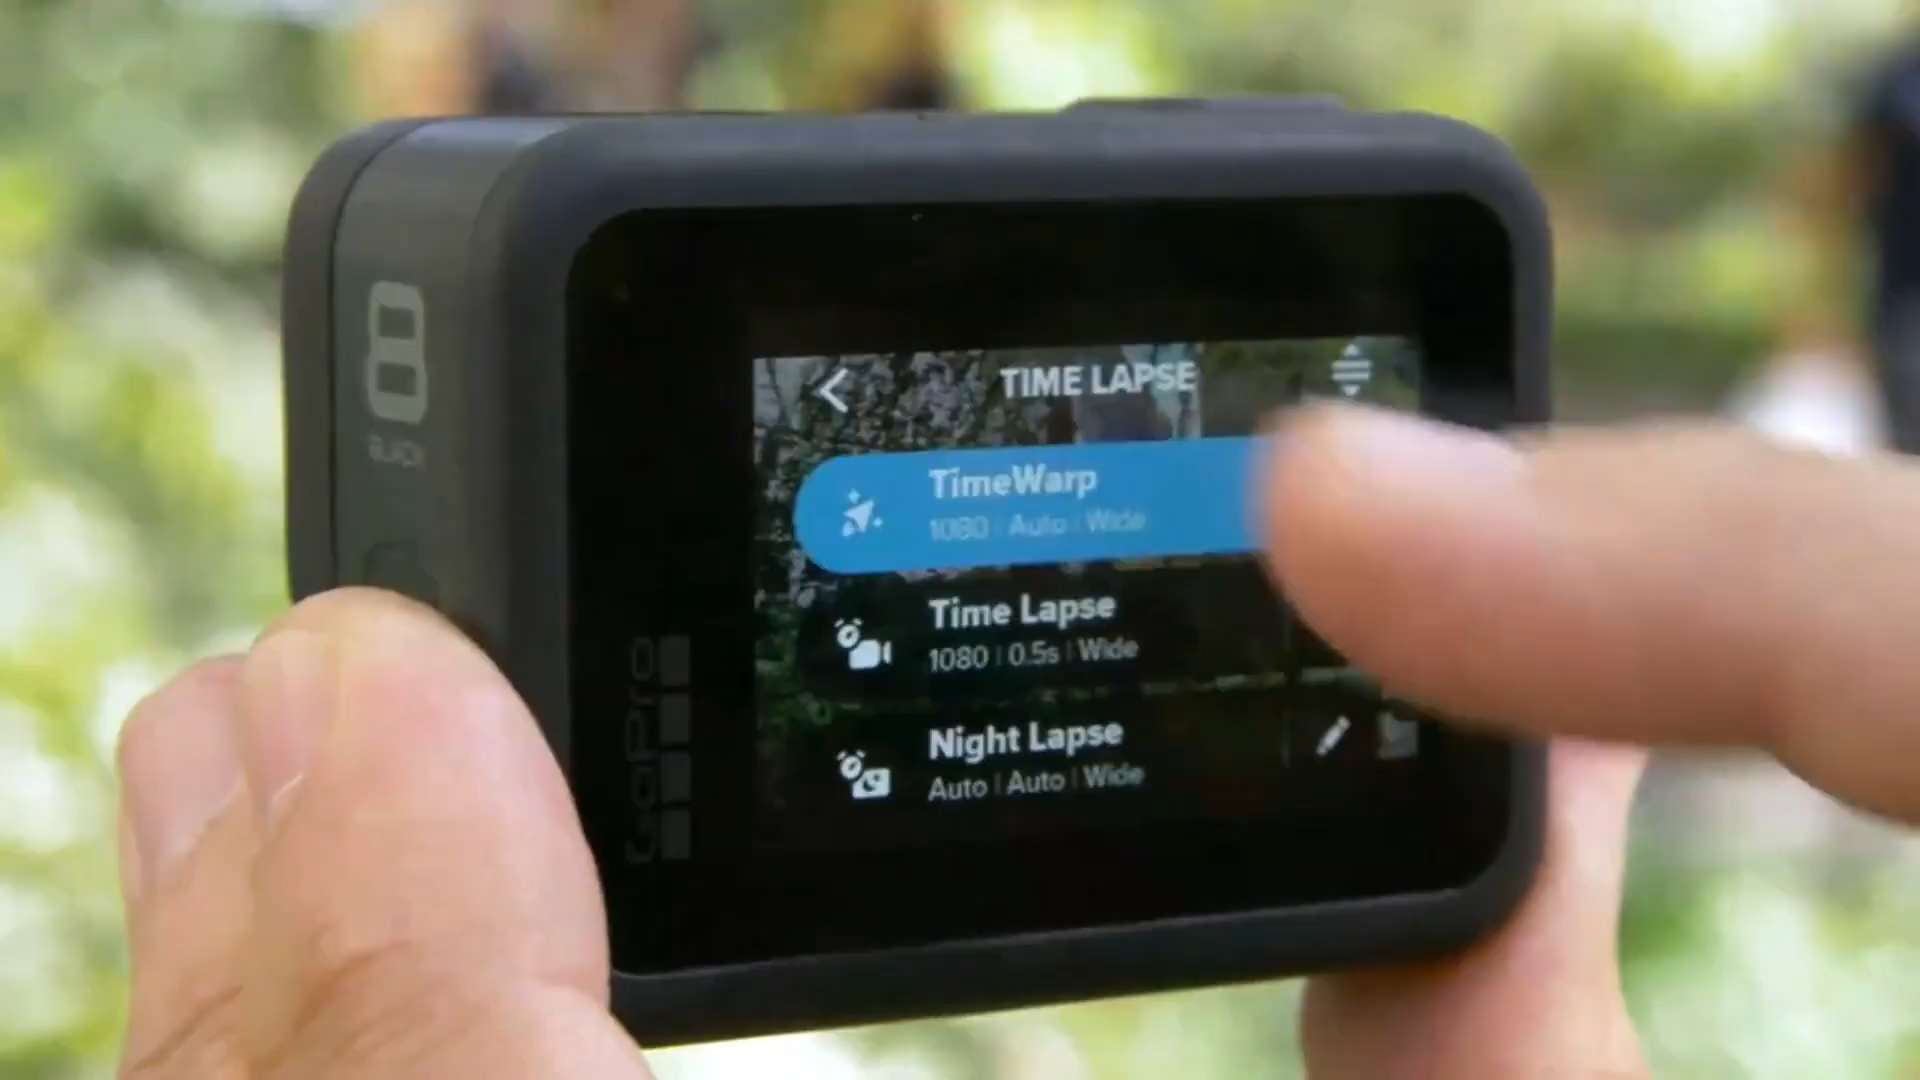 8
BLACK
GoPro
TIME LAPSE
TimeWarp
1080 | Auto | Wide
Time Lapse
1080 | 0.5s | Wide
Night Lapse
Auto | Auto | Wide